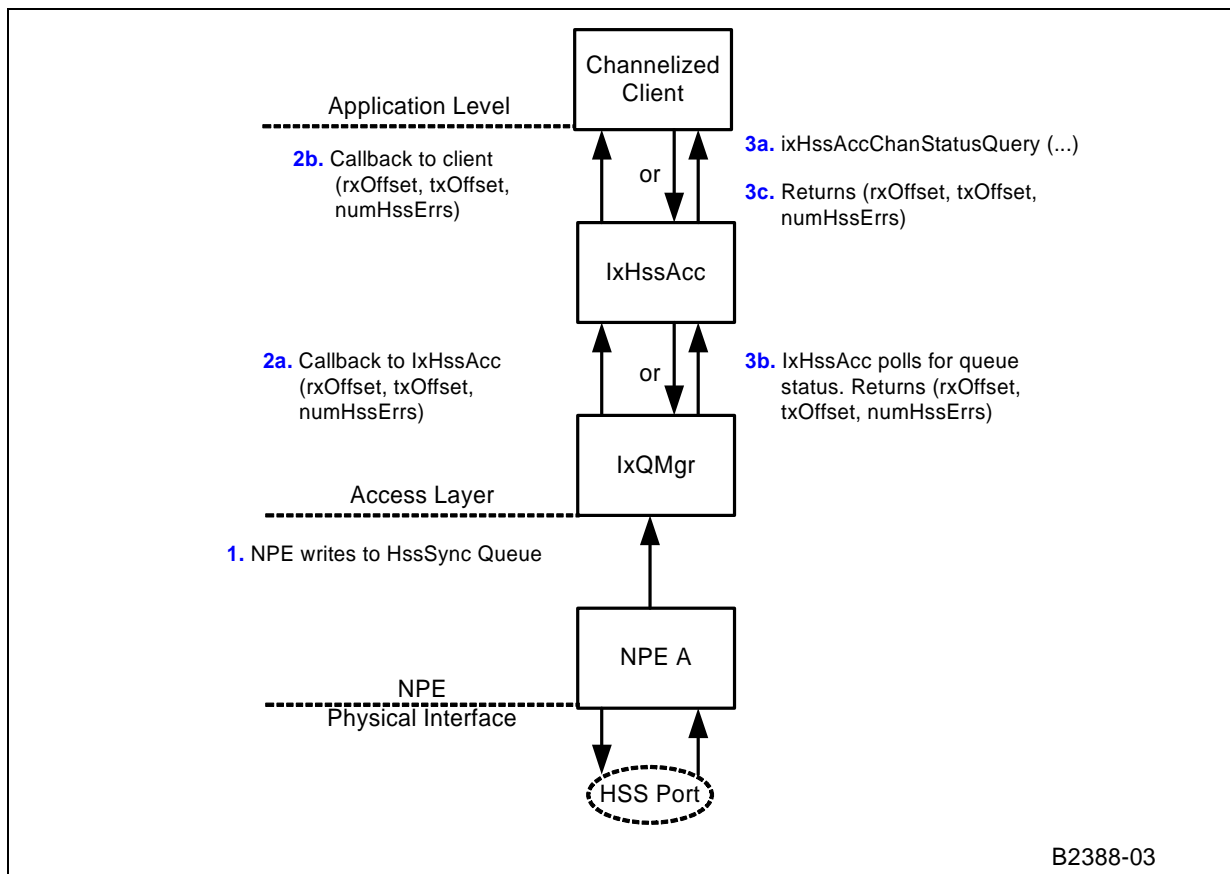 Channelized
Client
Application Level
2b. Callback to client
(rxOffset, txOffset,
numHssErrs)
or
3a. ixHssAccChanStatusQuery (...)
3c. Returns (rxOffset, txOffset,
numHssErrs)
IxHssAcc
2a. Callback to IxHssAcc
(rxOffset, txOffset,
numHssErrs)
or
3b. IxHssAcc polls for queue
status. Returns (rxOffset,
txOffset, numHssErrs)
IxQMgr
Access Layer
1. NPE writes to HssSync Queue
NPE A
NPE
Physical Interface
HSS Port
B2388-03